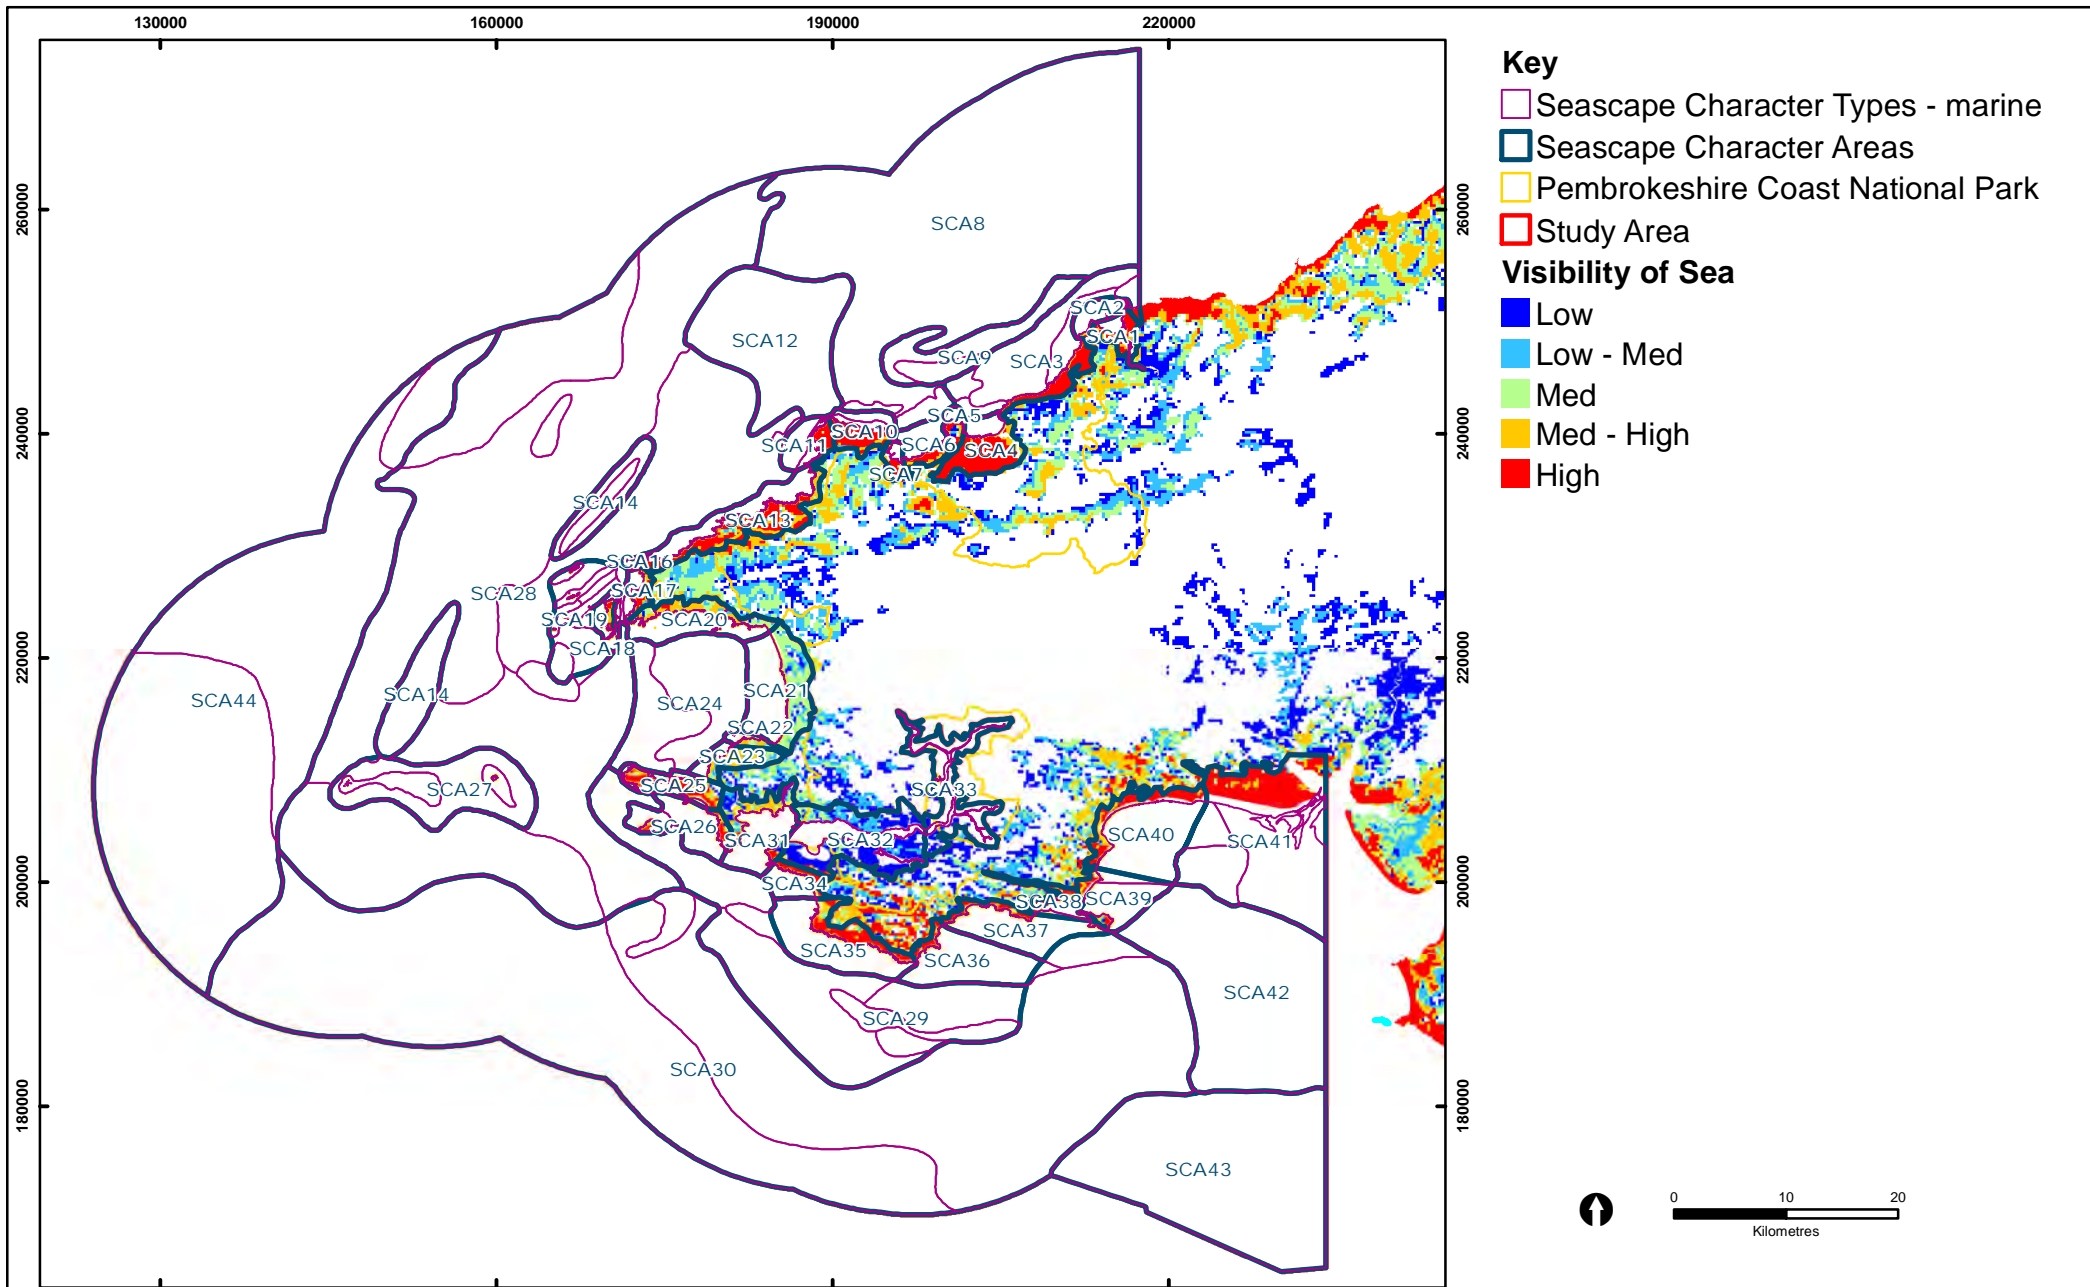 130000
160000
190000
220000
Key
Seascape Character Types - marine
Seascape Character Areas
Pembrokeshire Coast National Park
Study Area
Visibility of Sea
Low
Low - Med
Med
Med - High
High
260000
260000
240000
240000
220000
220000
200000
200000
180000
180000
SCA8
SCA2
SCA1
SCA12
SCA9
SCA3
SCA5
SCA10
SCA11
SCA6
SCA4
SCA7
SCA14
SCA13
SCA16
SCA17
SCA28
SCA19
SCA20
SCA18
SCA44
SCA14
SCA24
SCA21
SCA22
SCA23
SCA25
SCA27
SCA33
SCA26
SCA31
SCA32
SCA40
SCA41
SCA34
SCA38
SCA39
SCA37
SCA35
SCA36
SCA42
SCA29
SCA30
SCA43
0
10
20
Kilometres